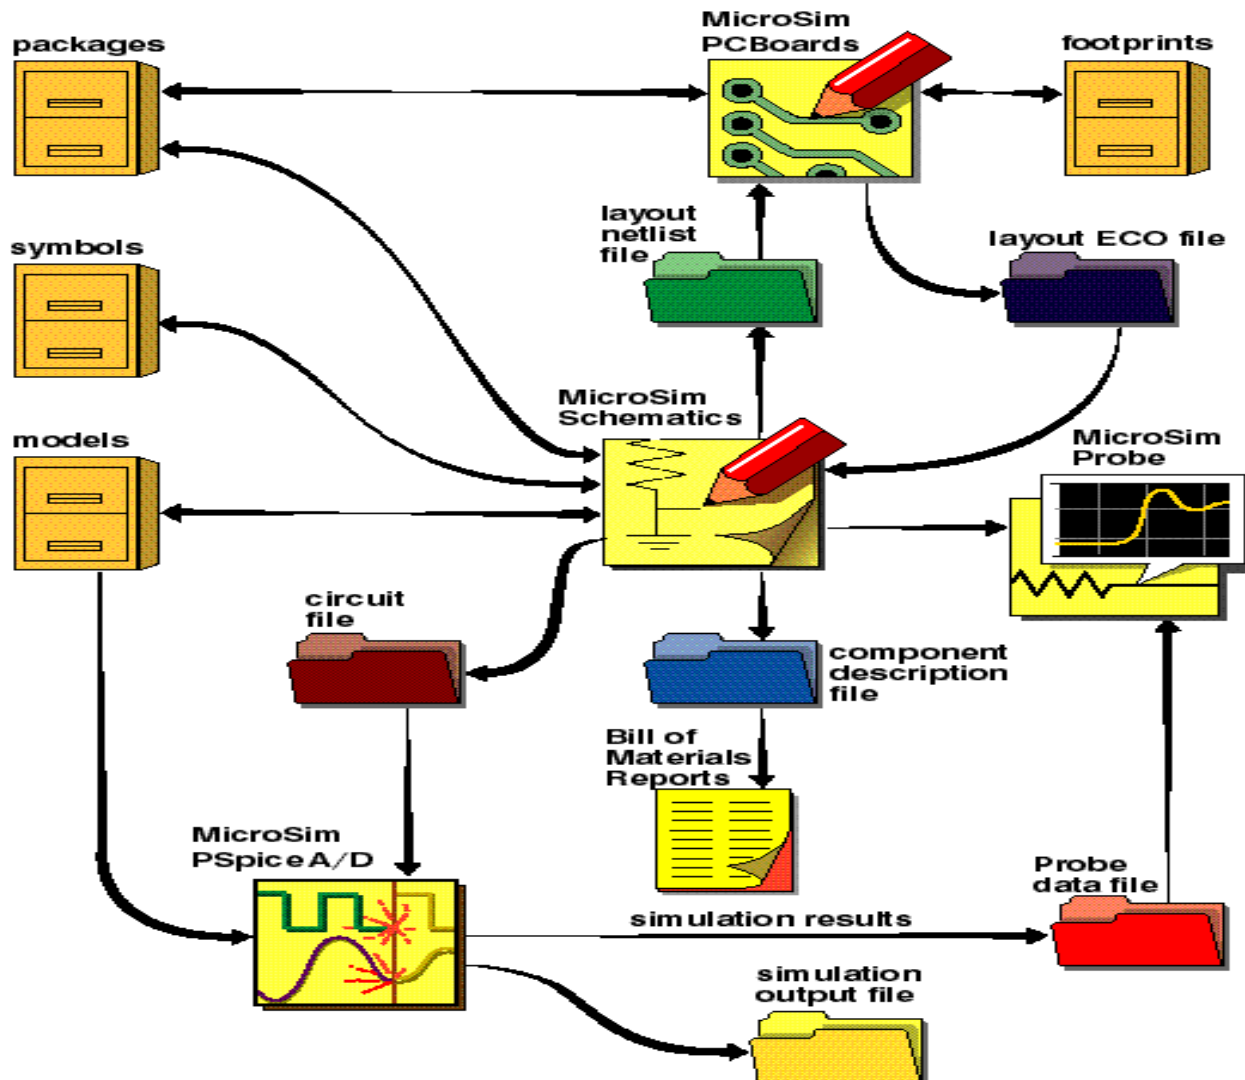 MicroSim
PCBoards
packages
footprints
layout
netlist
file
layout ECO file
symbols
MicroSim
Schematics
models
MicroSim
Probe
circuit
file
component
description
file
Bill of
Materials
Reports
MicroSim
PSpice A/D
Probe
data file
simulation results
simulation
output file